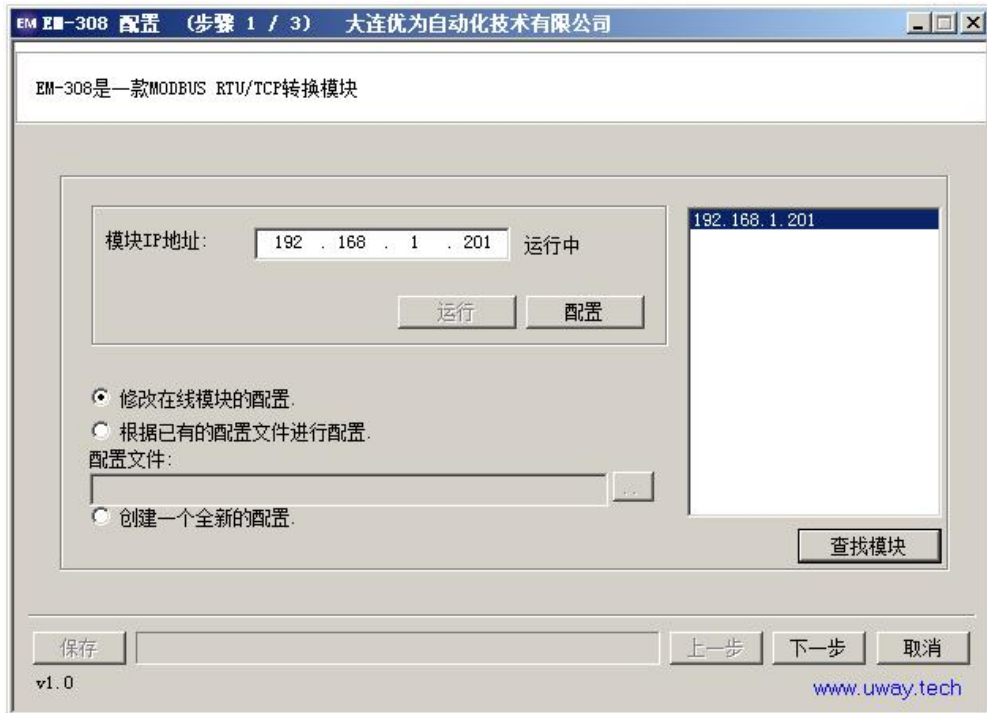 EM EM-308 配置 （步骤 1 / 3） 大连优为自动化技术有限公司
EM-308是一款MODBUS RTU/TCP转换模块
模块IP地址: 192 . 168 . 1 . 201 运行中
192.168.1.201
运行 配置
修改在线模块的配置.
根据已有的配置文件进行配置.
配置文件:
..
创建一个全新的配置.
查找模块
保存 上一步 下一步 取消
v1.0
www.uway.tech